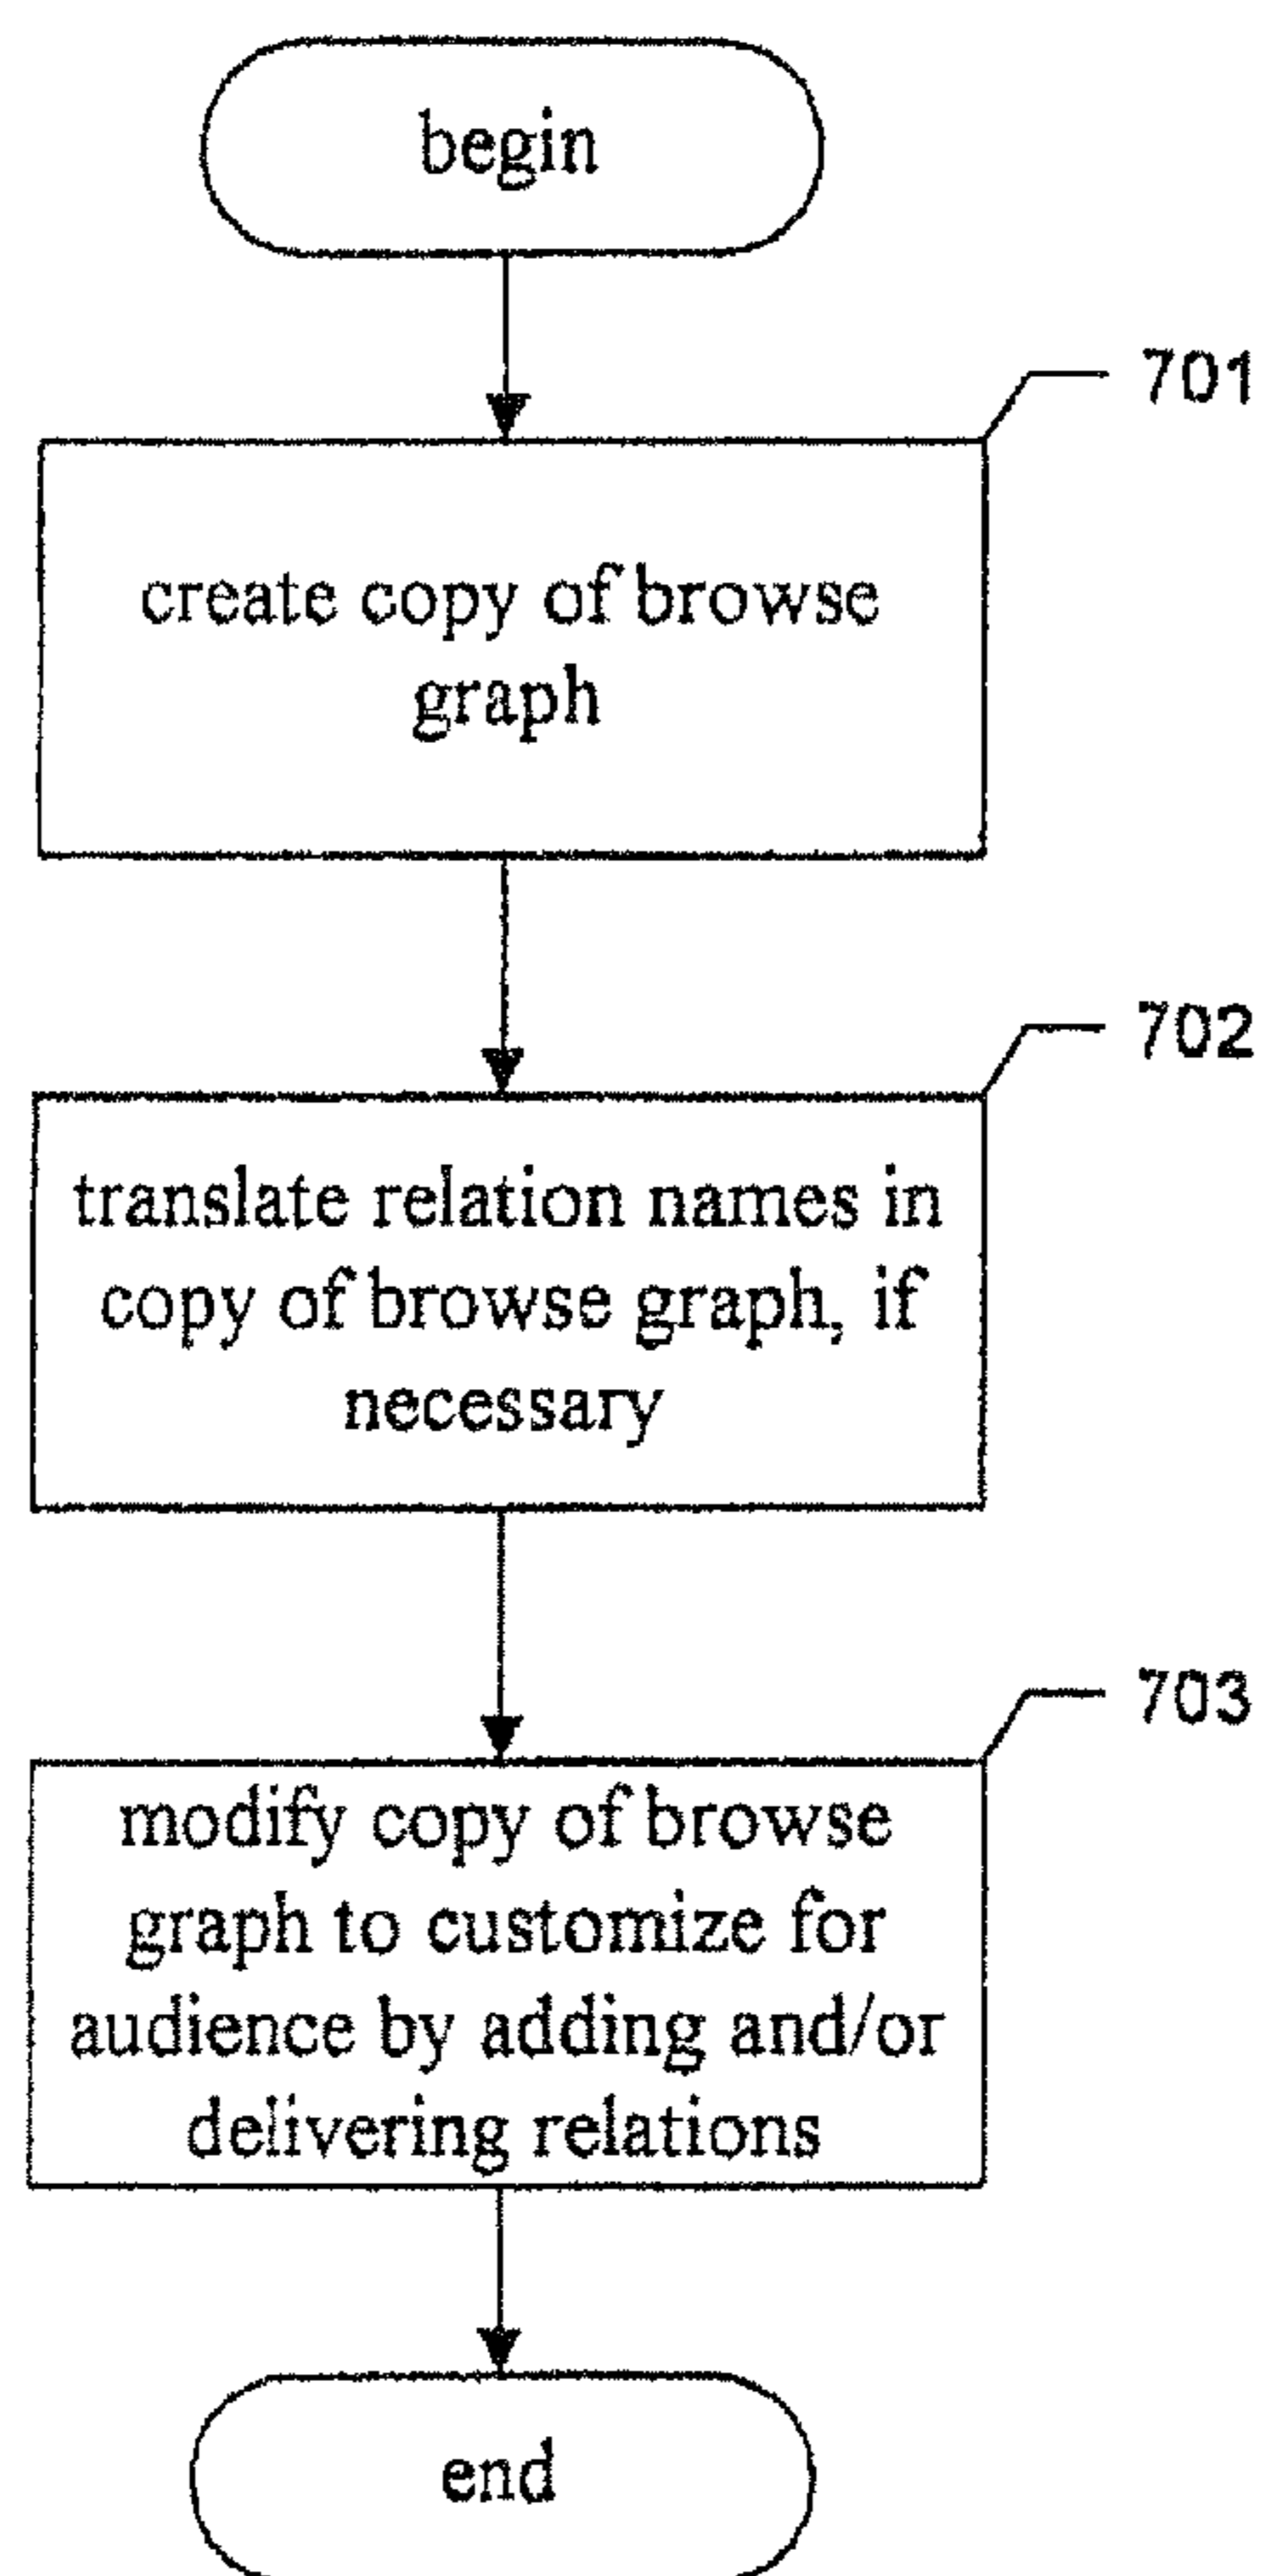 begin
701
create copy of browse
graph
702
translate relation names in
copy of browse graph, if
necessary
703
modify copy of browse
graph to customize for
audience by adding and/or
delivering relations
end